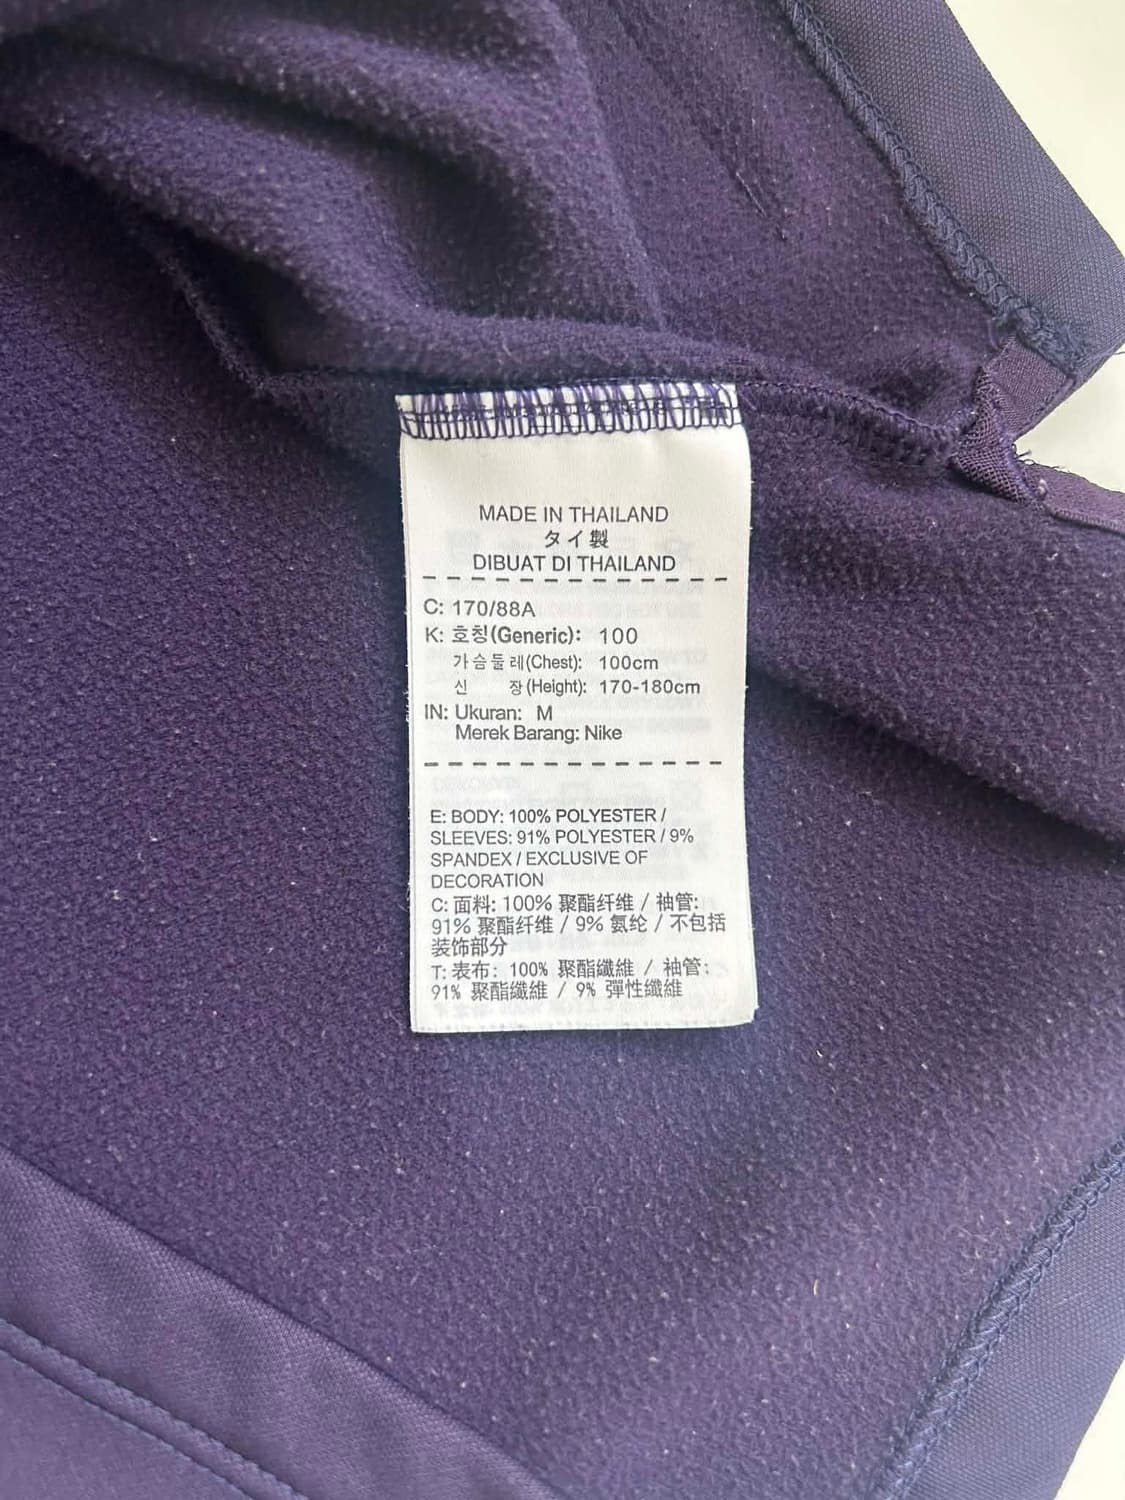 MADE IN THAILAND
タイ製
DIBUAT DI THAILAND
C: 170/88A
K: 호칭(Generic): 100
가슴둘레(Chest): 100cm
신 장(Height): 170-180cm
IN: Ukuran: M
Merek Barang: Nike
E: BODY: 100% POLYESTER /
SLEEVES: 91% POLYESTER / 9%
SPANDEX / EXCLUSIVE OF
DECORATION
C: 面料: 100% 聚酯纤维 / 袖管:
91% 聚酯纤维 / 9% 氨纶 / 不包括
装饰部分
T: 表布: 100% 聚酯纖維 / 袖管:
91% 聚酯纖維 / 9% 彈性纖維